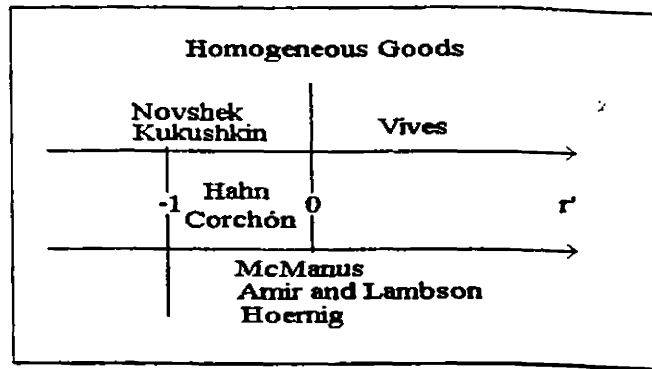 Homogeneous Goods
Novshek
Kukushkin
Vives
-1
Hahn
Corchón
0
r'
McManus
Amir and Lambson
Hoernig